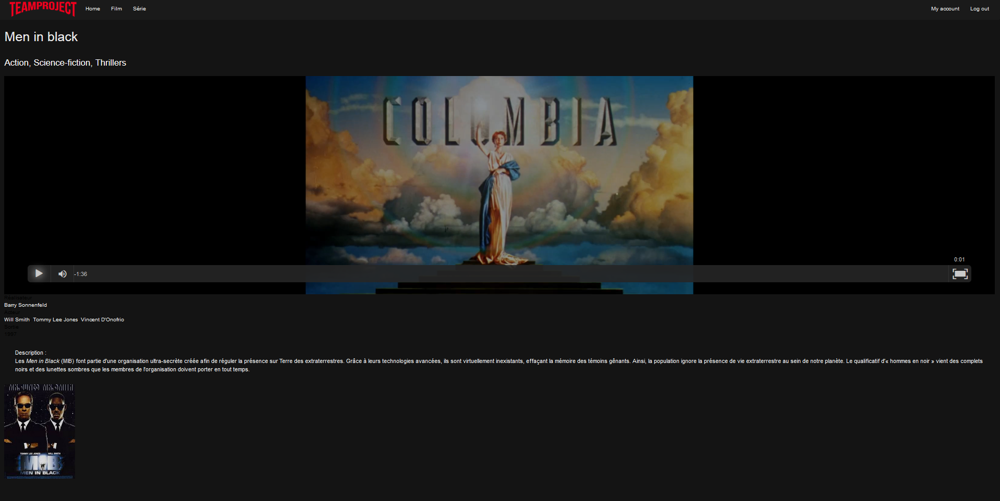 TEAMPROJECT Home Film Série My account Log out
Men in black
Action, Science-fiction, Thrillers
COLUMBIA
0:01
-1:36
Réalisateur
Barry Sonnenfeld
Acteur
Will Smith Tommy Lee Jones Vincent D'Onofrio
Sortie
1997
Description :
Les Men in Black (MIB) font partie d'une organisation ultra-secrète créée afin de réguler la présence sur Terre des extraterrestres. Grâce à leurs technologies avancées, ils sont virtuellement inexistants, effaçant la mémoire des témoins gênants. Ainsi, la population ignore la présence de vie extraterrestre au sein de notre planète. Le qualificatif d'« hommes en noir » vient des complets
noirs et des lunettes sombres que les membres de l'organisation doivent porter en tout temps.
MR. JONES MR. SMITH
TOMMY LEE JONES WILL SMITH
MIB
MEN IN BLACK